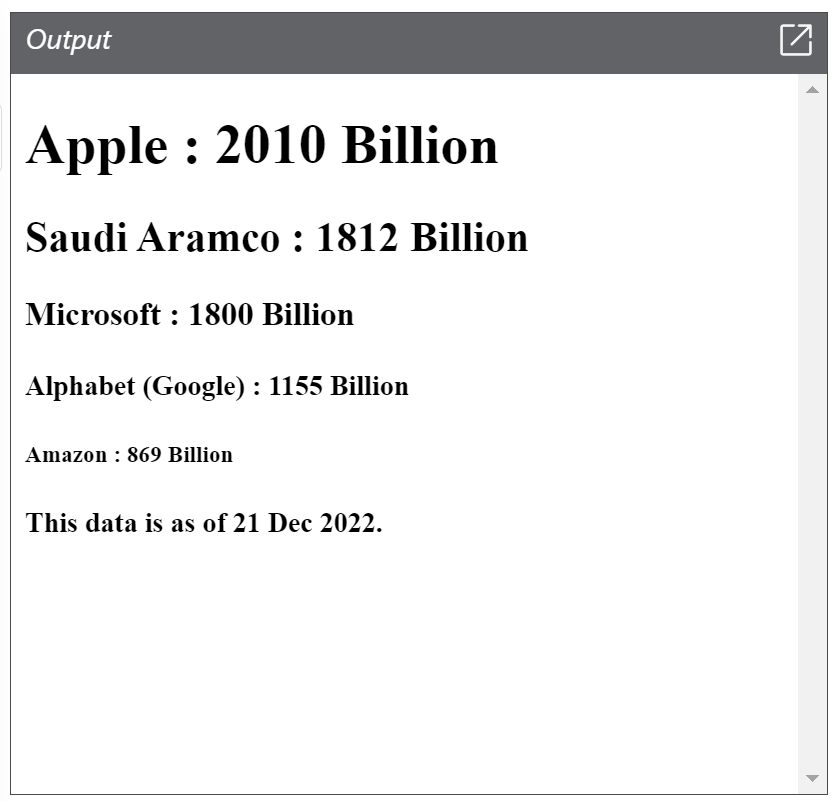 Output
Apple : 2010 Billion
Saudi Aramco : 1812 Billion
Microsoft : 1800 Billion
Alphabet (Google) : 1155 Billion
Amazon : 869 Billion
This data is as of 21 Dec 2022.